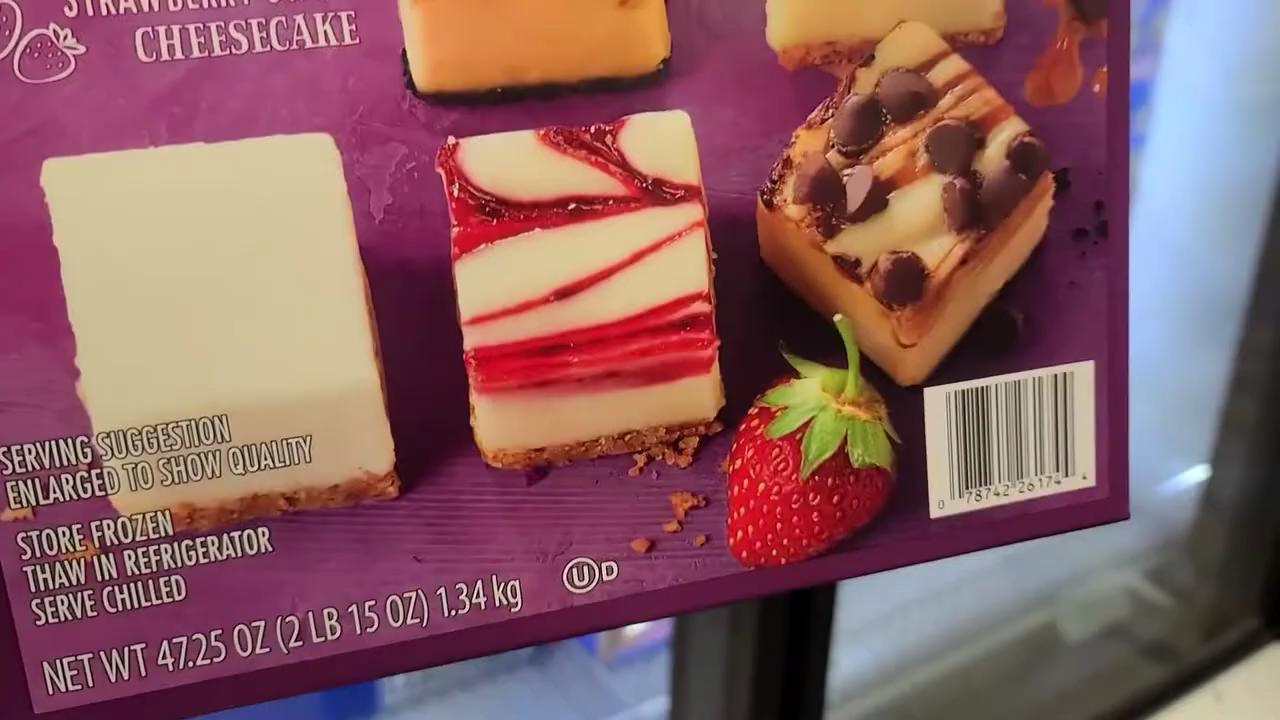 STRAWBERRY
CHEESECAKE
SERVING SUGGESTION
ENLARGED TO SHOW QUALITY
STORE FROZEN
THAW IN REFRIGERATOR
SERVE CHILLED
NET WT 47.25 OZ (2 LB 15 OZ) 1.34 kg
U D
0 78742 26174 4